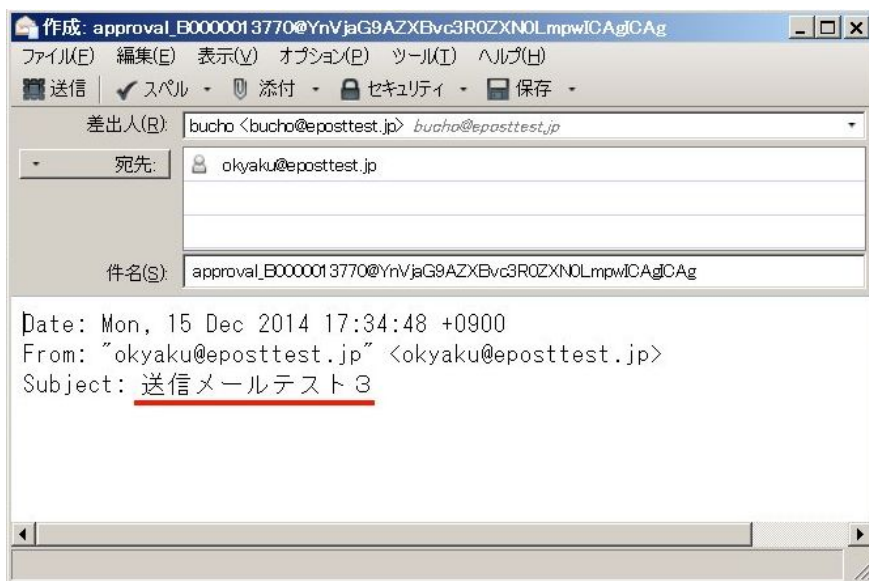 作成: approval_B0000013770@YnVjaG9AZXBvc3R0ZXN0LmpwICAgICAg
ファイル(F) 編集(E) 表示(V) オプション(P) ツール(T) ヘルプ(H)
送信 スペル 添付 セキュリティ 保存
差出人(R): bucho <bucho@eposttest.jp> bucho@eposttest.jp
宛先: okyaku@eposttest.jp
件名(S): approval_B0000013770@YnVjaG9AZXBvc3R0ZXN0LmpwICAgICAg
Date: Mon, 15 Dec 2014 17:34:48 +0900
From: "okyaku@eposttest.jp" <okyaku@eposttest.jp>
Subject: 送信メールテスト３